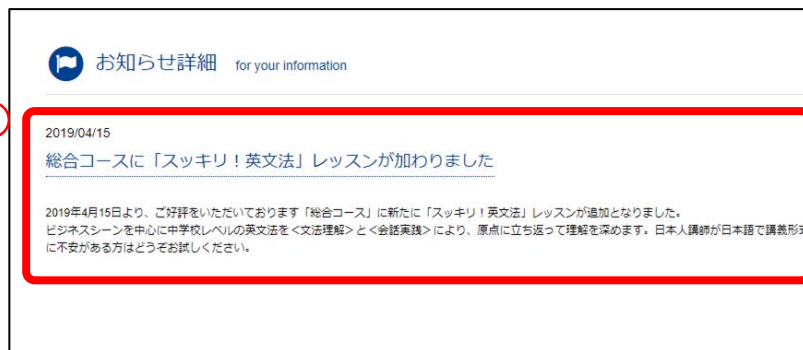 お知らせ詳細 for your information
2019/04/15
総合コースに「スッキリ！英文法」レッスンが加わりました
2019年4月15日より、ご好評をいただいております「総合コース」に新たに「スッキリ！英文法」レッスンが追加となりました。
ビジネスシーンを中心に中学校レベルの英文法を<文法理解>と<会話実践>により、原点に立ち返って理解を深めます。日本人講師が日本語で講義形式
に不安がある方はどうぞお試しください。